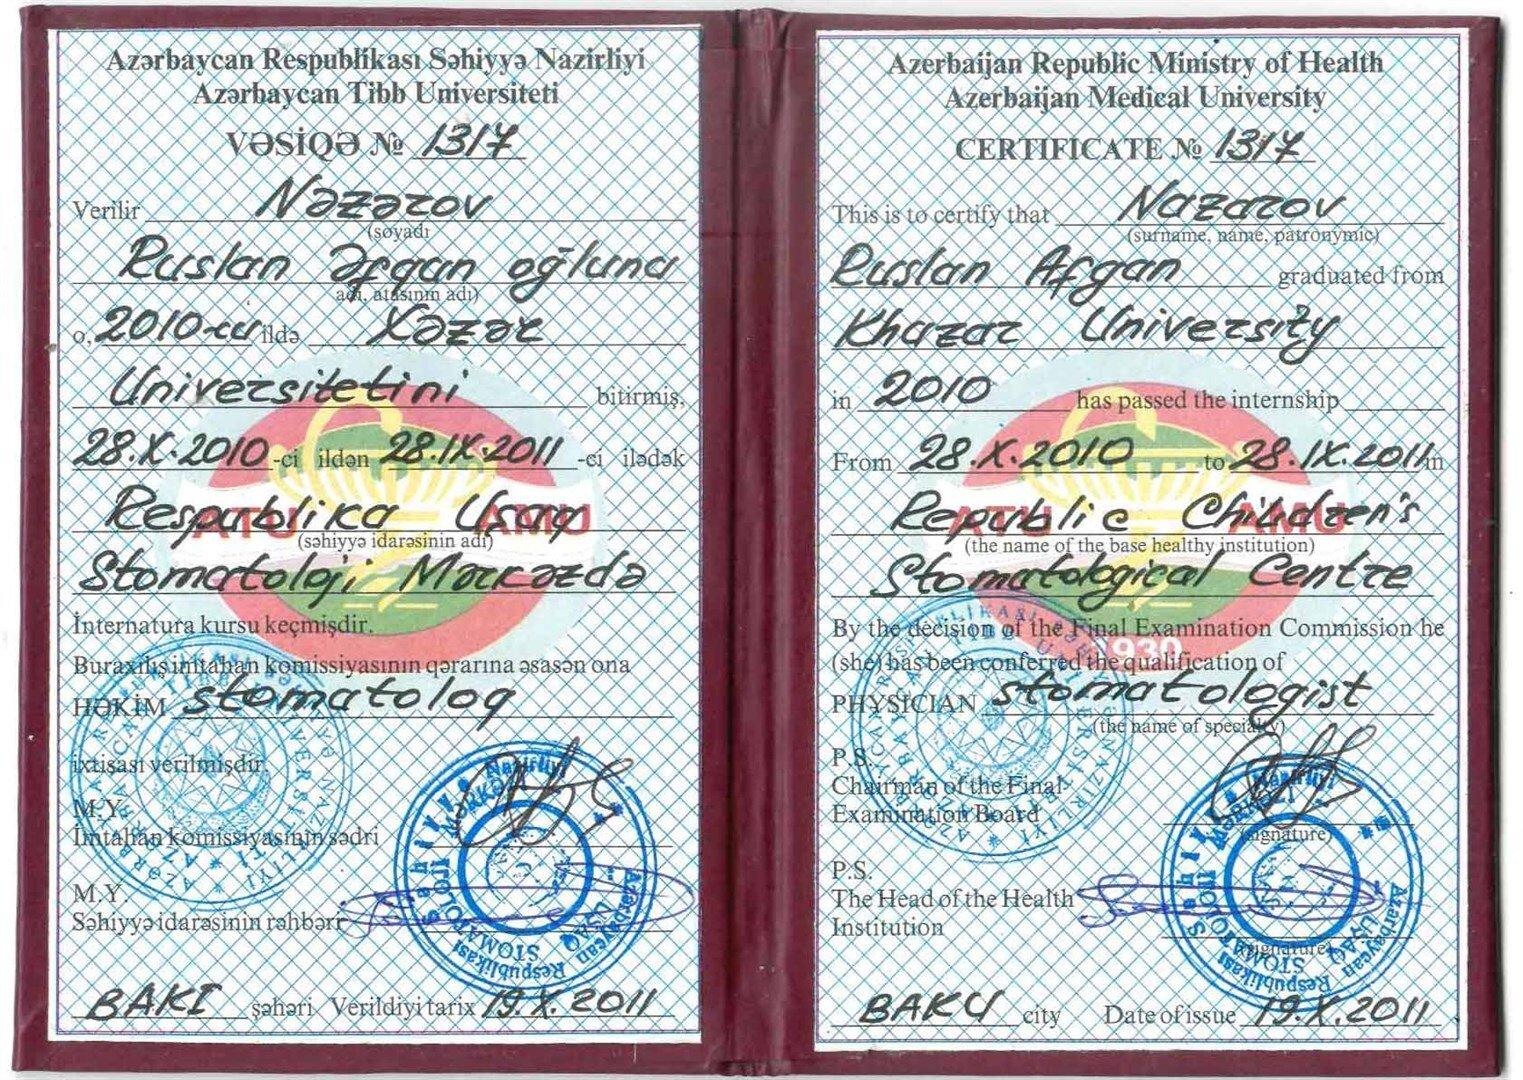 Azərbaycan Respublikası Səhiyyə Nazirliyi
Azərbaycan Tibb Universiteti
VƏSİQƏ № 1317
Verilir Nəzərov
(soyadı
Ruslan Əfqan oğluna
adı, atasının adı)
o, 2010-cu ildə Xəzər
Universitetini bitirmiş,
28.X.2010-ci ildən 28.IX.2011-ci ilədək
Respublika Uşaq
(səhiyyə idarəsinin adı)
Stomatoloji Mərkəzdə
İnternatura kursu keçmişdir.
Buraxılış imtahan komissiyasının qərarına əsasən ona
HƏKİM stomatoloq
ixtisası verilmişdir
M.Y.
İmtahan komissiyasının sədri
M.Y.
Səhiyyə idarəsinin rəhbəri
BAKI şəhəri Verildiyi tarix 19.X.2011
Azerbaijan Republic Ministry of Health
Azerbaijan Medical University
CERTIFICATE № 1317
This is to certify that Nazarov
(surname, name, patronymic)
Ruslan Afgan graduated from
Khazar University
in 2010 has passed the internship
From 28.X.2010 to 28.IX.2011 in
Republic Children's
(the name of the base healthy institution)
Stomatological Centre
By the decision of the Final Examination Commission he
(she) has been conferred the qualification of
PHYSICIAN stomatologist
(the name of specialty)
P.S.
Chairman of the Final
Examination Board
(signature)
P.S.
The Head of the Health
Institution
(signature)
BAKU city Date of issue 19.X.2011
ATU AMU
ATU AMU
1930